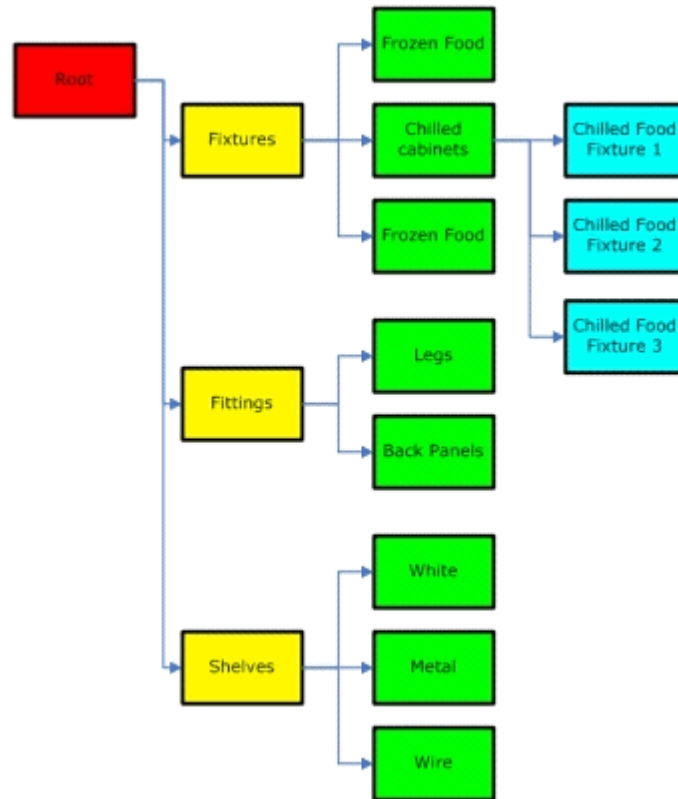 Root
Fixtures
Frozen Food
Chilled
cabinets
Frozen Food
Chilled Food
Fixture 1
Chilled Food
Fixture 2
Chilled Food
Fixture 3
Fittings
Legs
Back Panels
Shelves
White
Metal
Wire